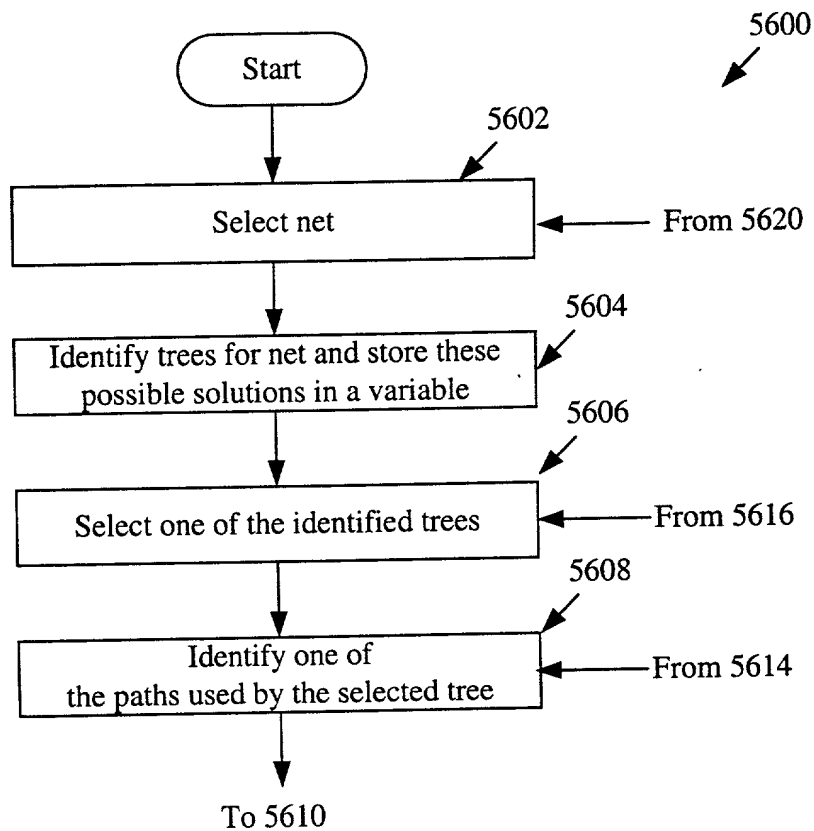 5600
Start
5602
Select net
From 5620
5604
Identify trees for net and store these
possible solutions in a variable
5606
Select one of the identified trees
From 5616
5608
Identify one of
the paths used by the selected tree
From 5614
To 5610